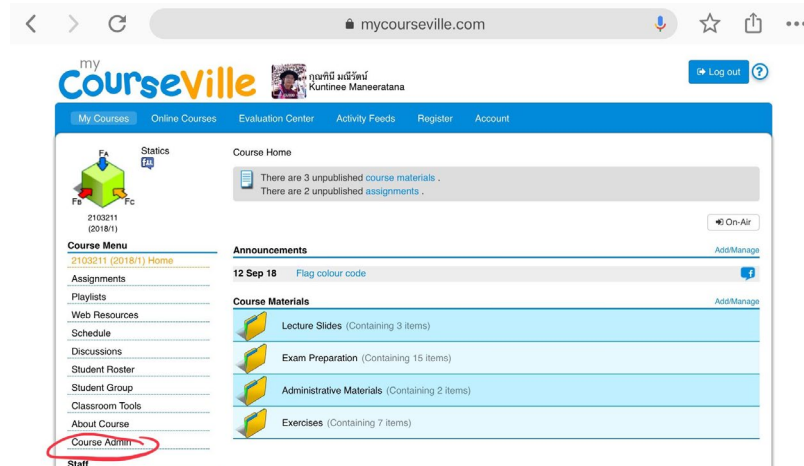 mycourseville.com
my
CourseVille
กุณฑินี มณีรัตน์
Kuntinee Maneeratana
Log out ?
My Courses Online Courses Evaluation Center Activity Feeds Register Account
FA
FB
FC
Statics
2103211
(2018/1)
Course Menu
2103211 (2018/1) Home
Assignments
Playlists
Web Resources
Schedule
Discussions
Student Roster
Student Group
Classroom Tools
About Course
Course Admin
Staff
Course Home
There are 3 unpublished course materials .
There are 2 unpublished assignments .
On-Air
Announcements Add/Manage
12 Sep 18 Flag colour code
Course Materials Add/Manage
Lecture Slides (Containing 3 items)
Exam Preparation (Containing 15 items)
Administrative Materials (Containing 2 items)
Exercises (Containing 7 items)